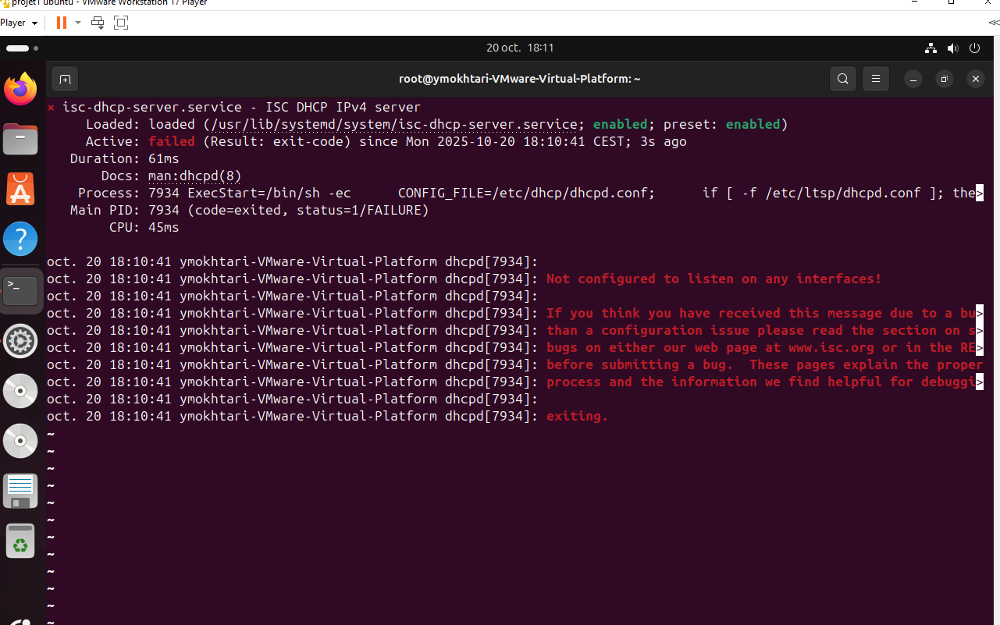 projet1 ubuntu - VMware Workstation 17 Player
Player
20 oct. 18:11
root@ymokhtari-VMware-Virtual-Platform: ~
× isc-dhcp-server.service - ISC DHCP IPv4 server
Loaded: loaded (/usr/lib/systemd/system/isc-dhcp-server.service; enabled; preset: enabled)
Active: failed (Result: exit-code) since Mon 2025-10-20 18:10:41 CEST; 3s ago
Duration: 61ms
Docs: man:dhcpd(8)
Process: 7934 ExecStart=/bin/sh -ec CONFIG_FILE=/etc/dhcp/dhcpd.conf; if [ -f /etc/ltsp/dhcpd.conf ]; the>
Main PID: 7934 (code=exited, status=1/FAILURE)
CPU: 45ms
oct. 20 18:10:41 ymokhtari-VMware-Virtual-Platform dhcpd[7934]:
oct. 20 18:10:41 ymokhtari-VMware-Virtual-Platform dhcpd[7934]: Not configured to listen on any interfaces!
oct. 20 18:10:41 ymokhtari-VMware-Virtual-Platform dhcpd[7934]:
oct. 20 18:10:41 ymokhtari-VMware-Virtual-Platform dhcpd[7934]: If you think you have received this message due to a bu>
oct. 20 18:10:41 ymokhtari-VMware-Virtual-Platform dhcpd[7934]: than a configuration issue please read the section on s>
oct. 20 18:10:41 ymokhtari-VMware-Virtual-Platform dhcpd[7934]: bugs on either our web page at www.isc.org or in the RE>
oct. 20 18:10:41 ymokhtari-VMware-Virtual-Platform dhcpd[7934]: before submitting a bug.  These pages explain the proper
oct. 20 18:10:41 ymokhtari-VMware-Virtual-Platform dhcpd[7934]: process and the information we find helpful for debuggi>
oct. 20 18:10:41 ymokhtari-VMware-Virtual-Platform dhcpd[7934]:
oct. 20 18:10:41 ymokhtari-VMware-Virtual-Platform dhcpd[7934]: exiting.
~
~
~
~
~
~
~
~
~
~
~
~